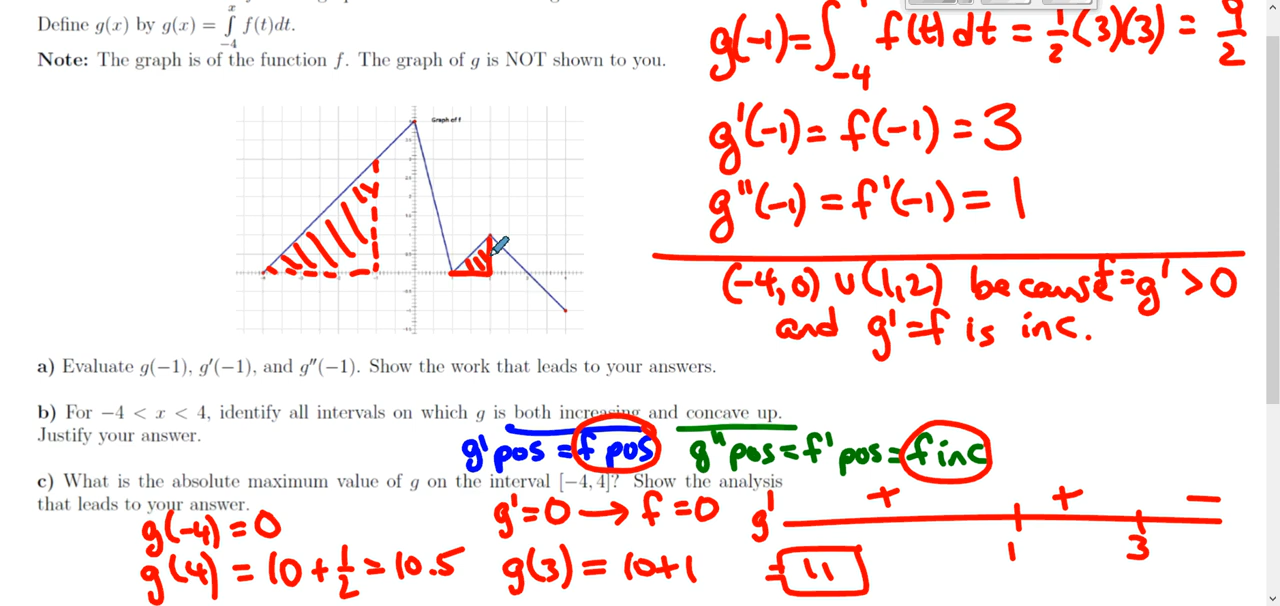 Define g(x) by g(x) = ∫_{-4}^{x} f(t)dt.
Note: The graph is of the function f. The graph of g is NOT shown to you.
Graph of f
g(-1) = ∫_{-4} f(t) dt = 1/2 (3)(3) = 9/2
g'(-1) = f(-1) = 3
g"(-1) = f'(-1) = 1
(-4,0) ∪ (1,2) because f = g' > 0
and g' = f is inc.
a) Evaluate g(−1), g′(−1), and g″(−1). Show the work that leads to your answers.
b) For −4 < x < 4, identify all intervals on which g is both increasing and concave up.
Justify your answer.
g' pos = f pos g" pos = f' pos = f inc
c) What is the absolute maximum value of g on the interval [−4, 4]? Show the analysis
that leads to your answer.
g(-4) = 0
g' = 0 → f = 0
g' + + −
1 3
g(4) = 10 + 1/2 = 10.5
g(3) = 10+1 = 11